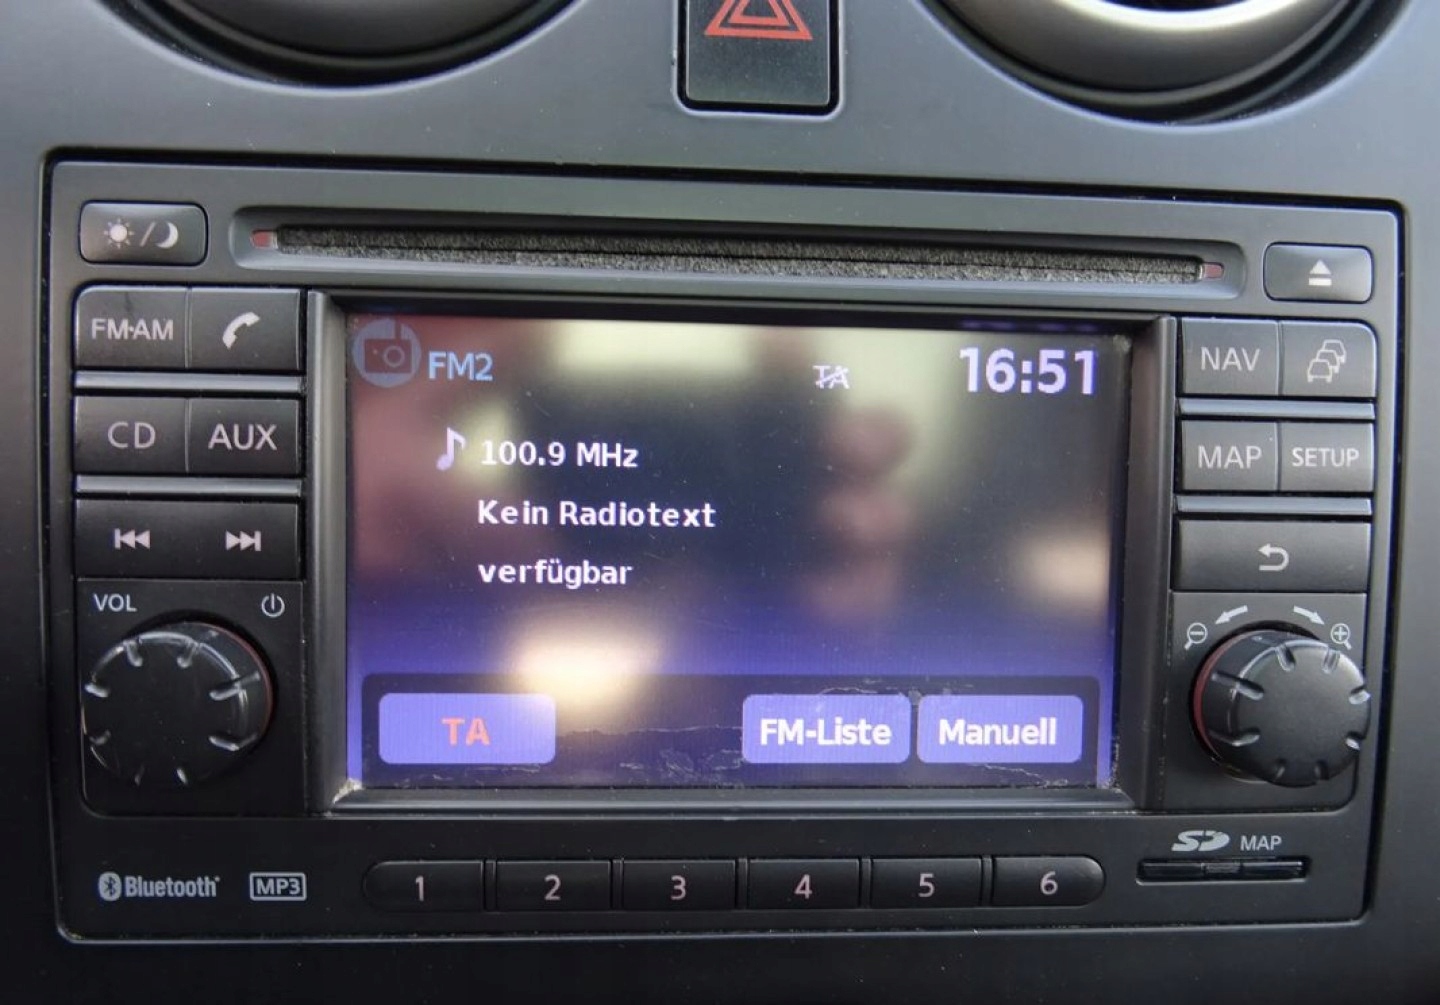 FM·AM
CD
AUX
VOL
FM2
TA
16:51
100.9 MHz
Kein Radiotext
verfügbar
TA
FM-Liste
Manuell
NAV
MAP
SETUP
Bluetooth
MP3
1
2
3
4
5
6
SD
MAP